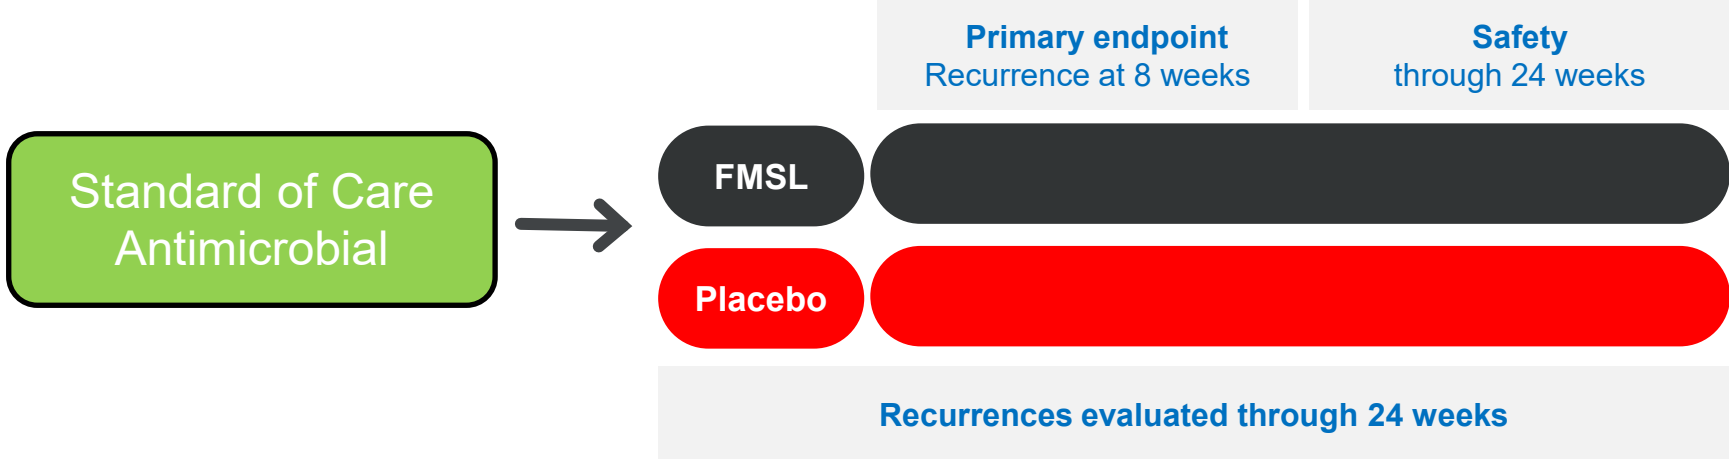 Primary endpoint
Recurrence at 8 weeks
Safety
through 24 weeks
Standard of Care
Antimicrobial
FMSL
Placebo
Recurrences evaluated through 24 weeks